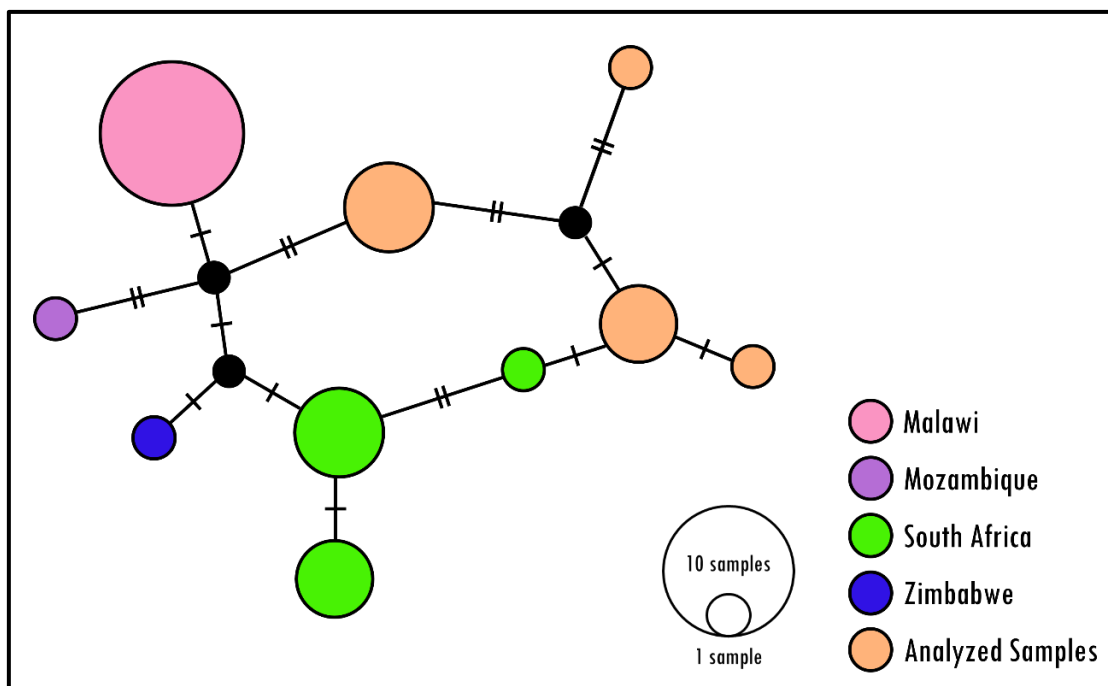 Malawi
Mozambique
South Africa
Zimbabwe
Analyzed Samples
10 samples
1 sample